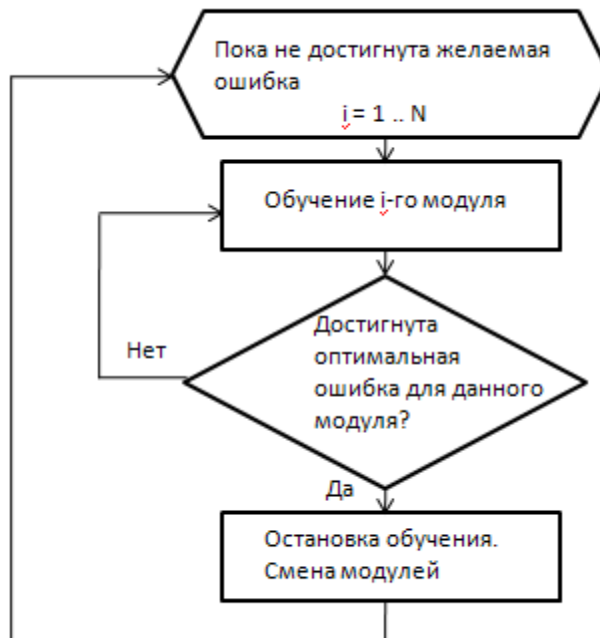 Пока не достигнута желаемая
ошибка
i = 1 .. N
Обучение i-го модуля
Достигнута
оптимальная
ошибка для данного
модуля?
Нет
Да
Остановка обучения.
Смена модулей